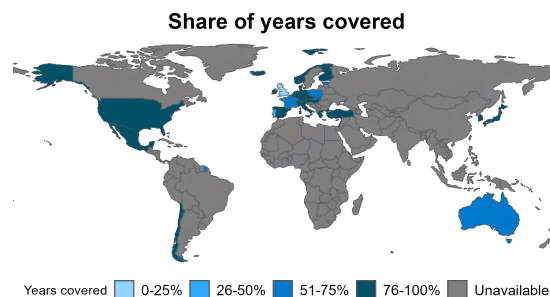 Share of years covered
Years covered 0-25% 26-50% 51-75% 76-100% Unavailable